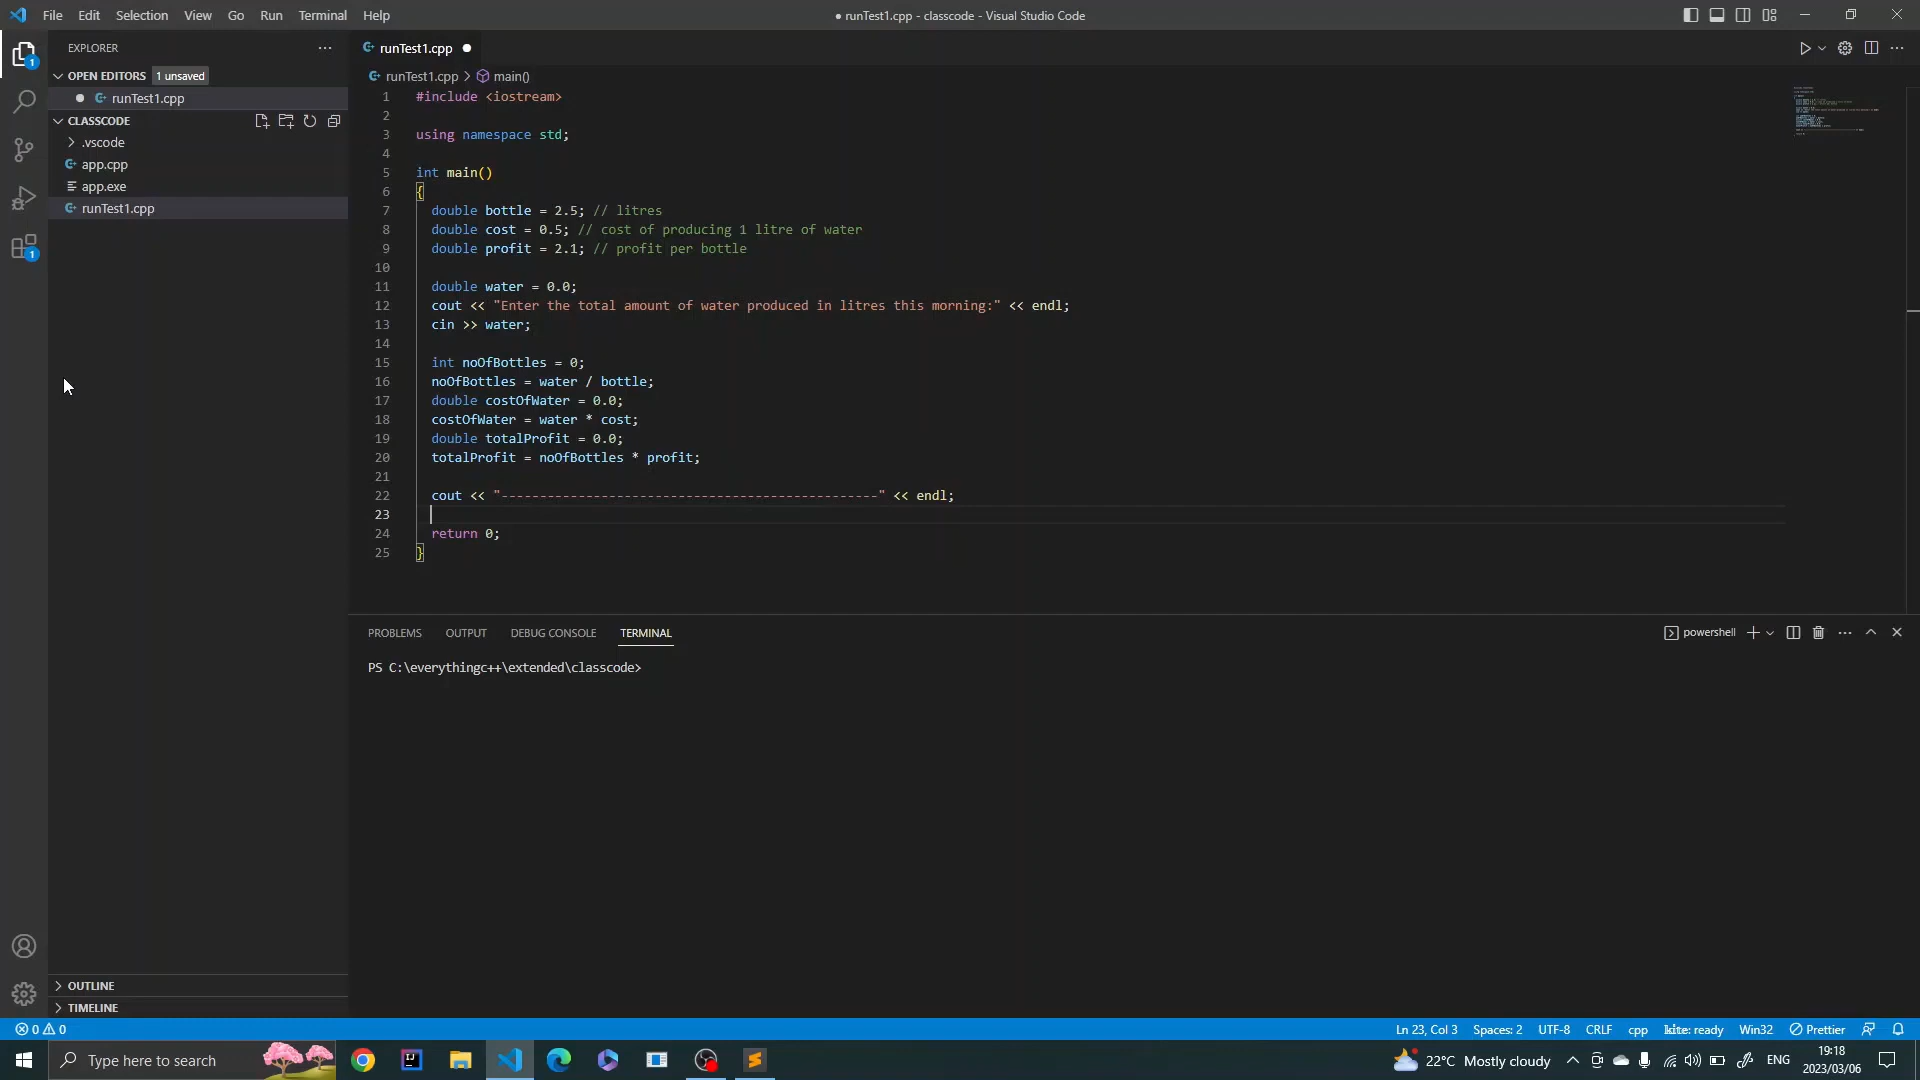 File Edit Selection View Go Run Terminal Help
● runTest1.cpp - classcode - Visual Studio Code
EXPLORER
OPEN EDITORS 1 unsaved
runTest1.cpp
CLASSCODE
.vscode
app.cpp
app.exe
runTest1.cpp
OUTLINE
TIMELINE
1
1
runTest1.cpp
runTest1.cpp > main()
1 #include <iostream>
2
3 using namespace std;
4
5 int main()
6 {
7 double bottle = 2.5; // litres
8 double cost = 0.5; // cost of producing 1 litre of water
9 double profit = 2.1; // profit per bottle
10
11 double water = 0.0;
12 cout << "Enter the total amount of water produced in litres this morning:" << endl;
13 cin >> water;
14
15 int noOfBottles = 0;
16 noOfBottles = water / bottle;
17 double costOfWater = 0.0;
18 costOfWater = water * cost;
19 double totalProfit = 0.0;
20 totalProfit = noOfBottles * profit;
21
22 cout << "-------------------------------------------------" << endl;
23
24 return 0;
25 }
PROBLEMS OUTPUT DEBUG CONSOLE TERMINAL
powershell
PS C:\everythingc++\extended\classcode>
0 0
Ln 23, Col 3 Spaces: 2 UTF-8 CRLF cpp kite: ready Win32 Prettier
Type here to search
22°C Mostly cloudy
ENG
19:18
2023/03/06